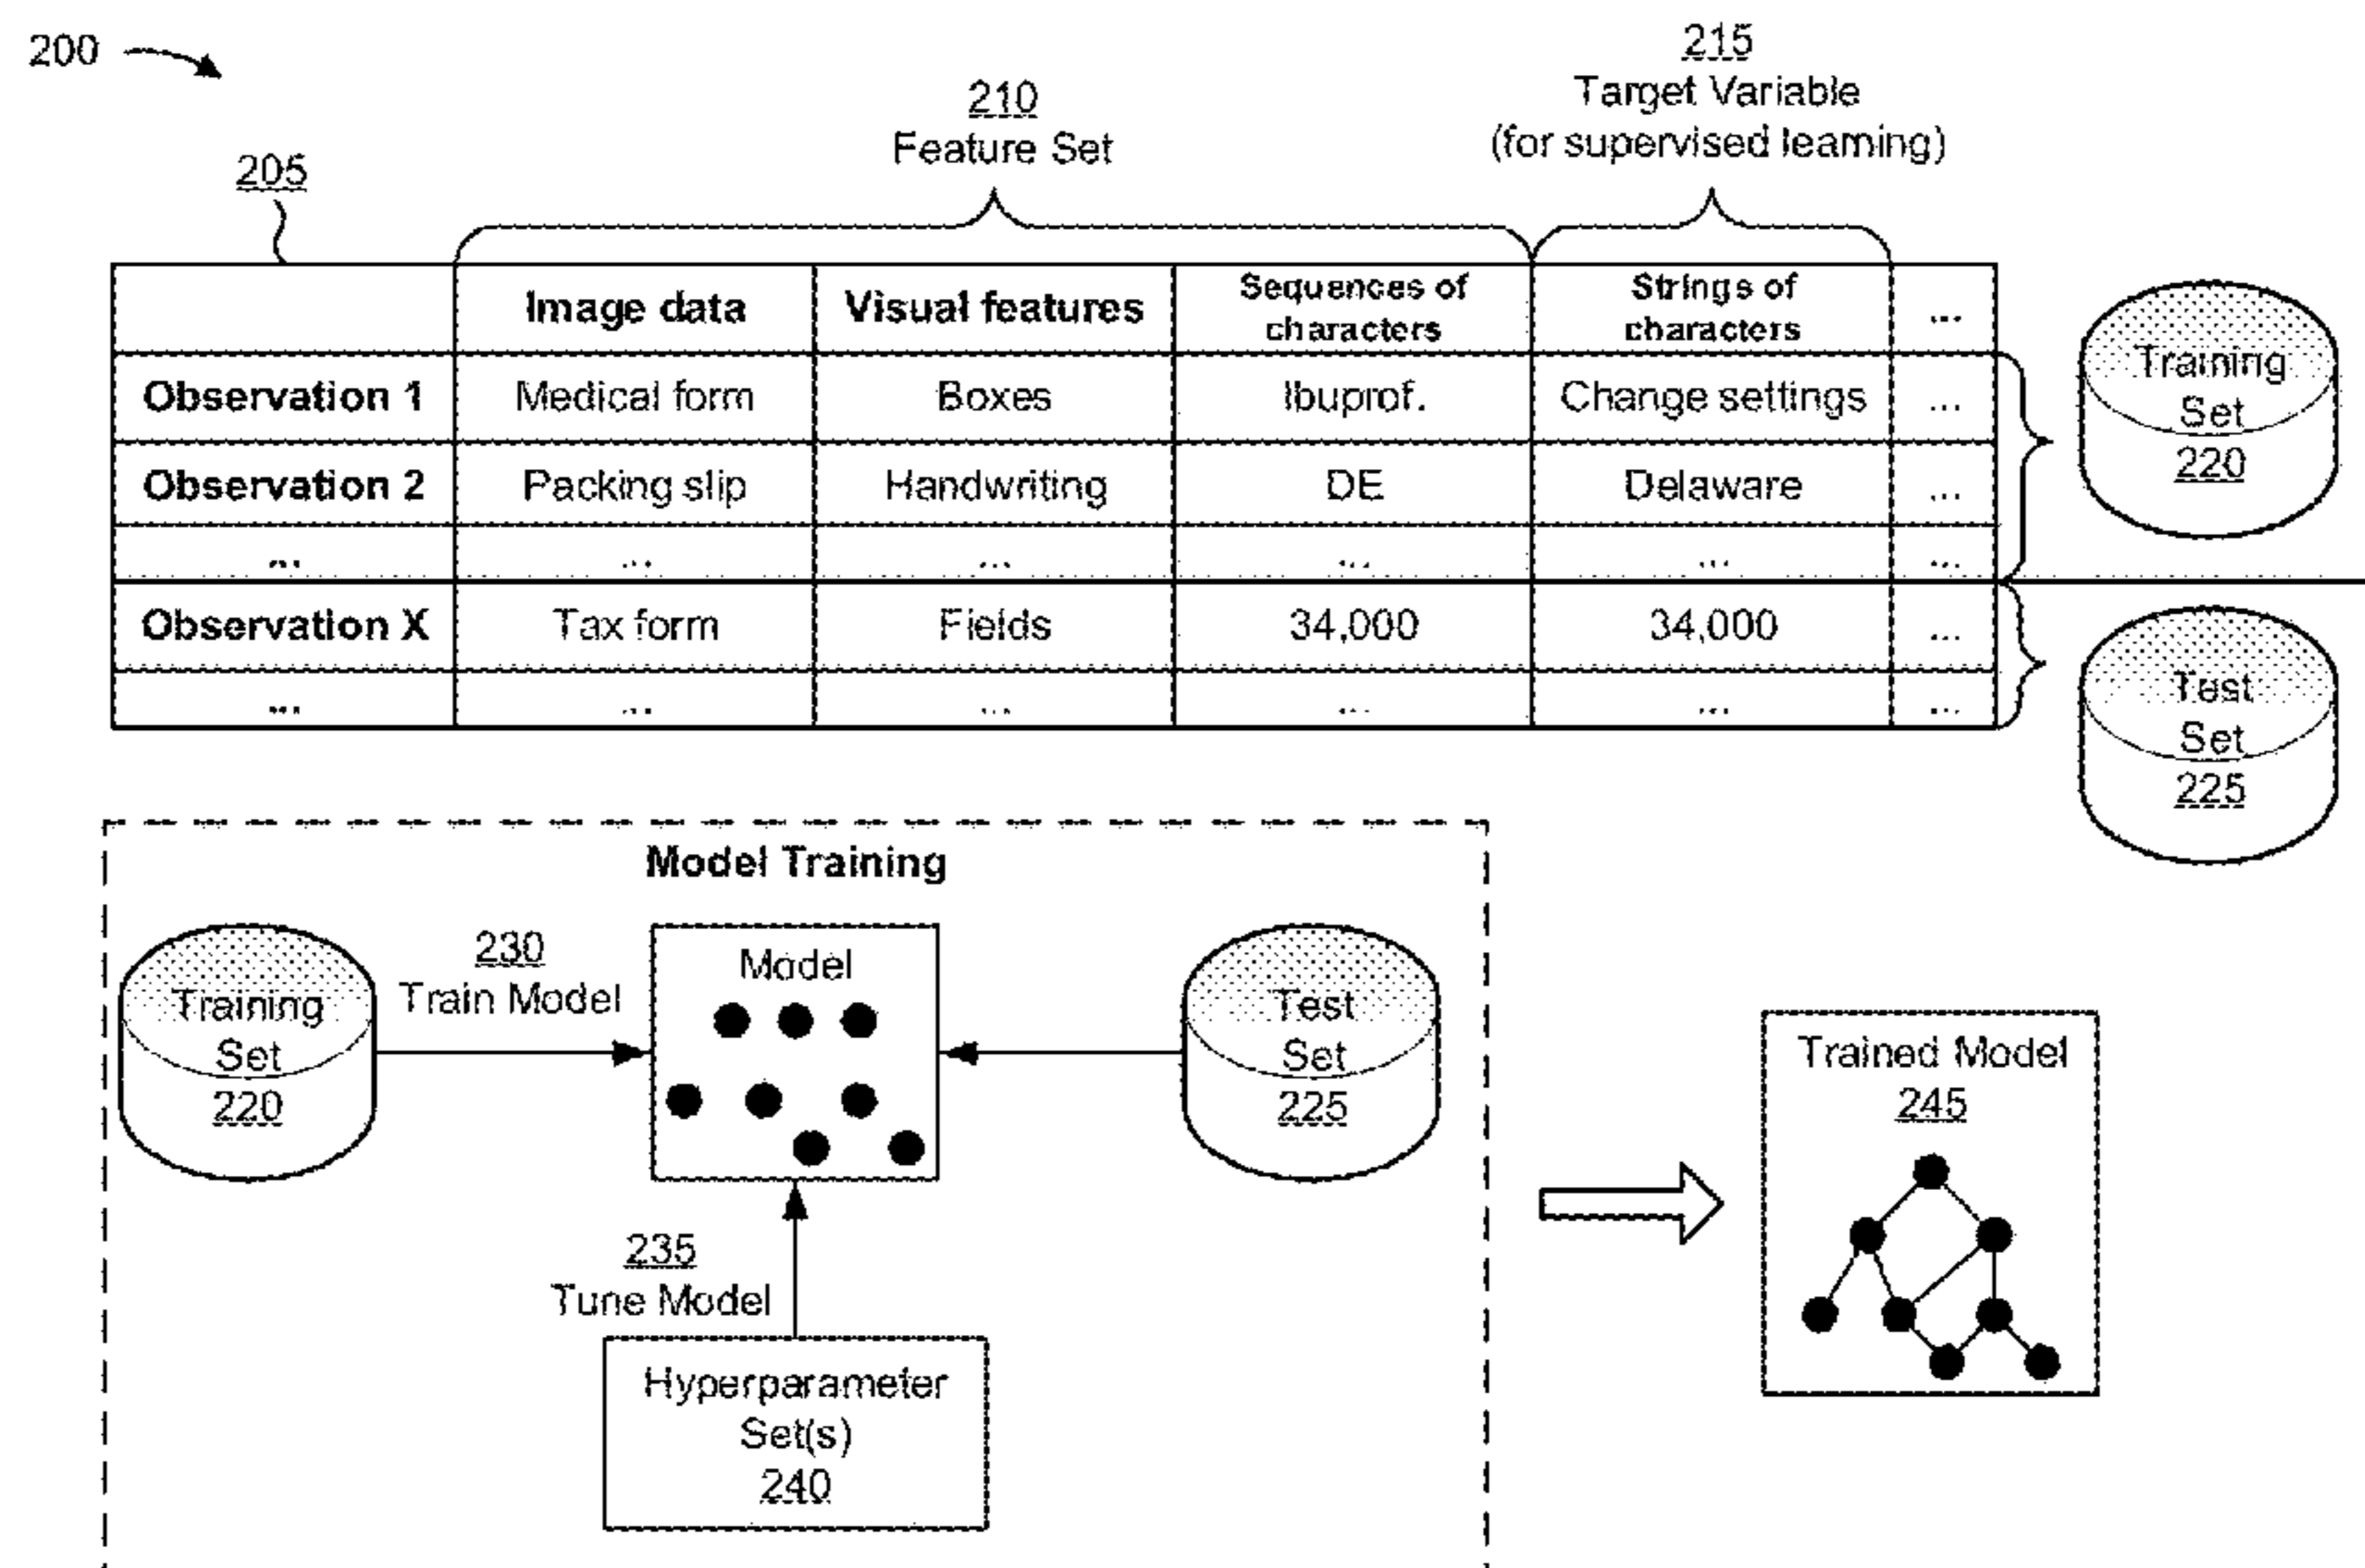 200
215
Target Variable
(for supervised learning)
210
Feature Set
205
Image data Visual features Sequences of characters Strings of characters ...
Observation 1 Medical form Boxes Ibuprof. Change settings ...
Observation 2 Packing slip Handwriting DE Delaware ...
... ... ... ... ... ...
Observation X Tax form Fields 34,000 34,000 ...
... ... ... ... ... ...
Training
Set
220
Test
Set
225
Model Training
Training
Set
220
230
Train Model
Model
Test
Set
225
235
Tune Model
Hyperparameter
Set(s)
240
Trained Model
245